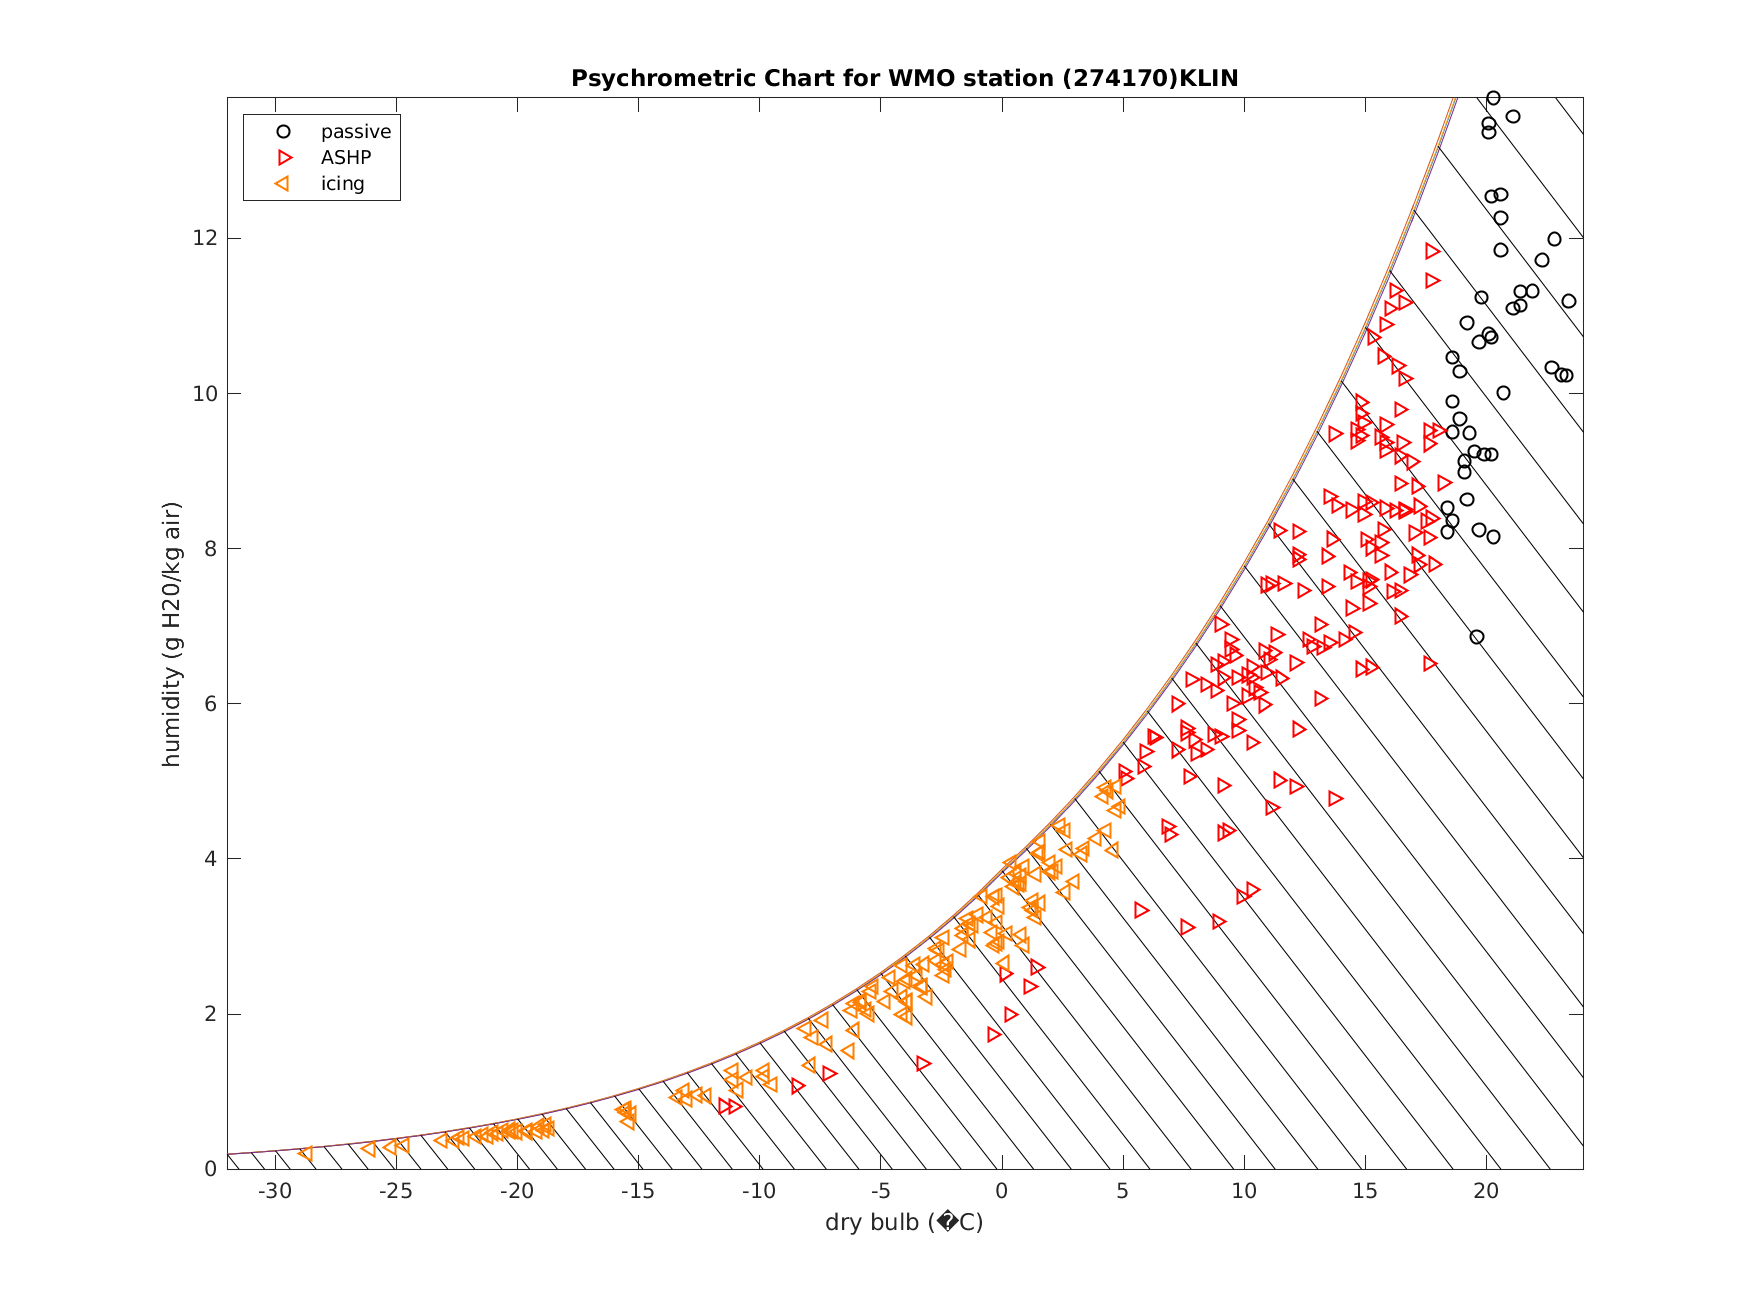 Psychrometric Chart for WMO station (274170)KLIN
passive
ASHP
icing
humidity (g H20/kg air)
12
10
8
6
4
2
0
-30 -25 -20 -15 -10 -5 0 5 10 15 20
dry bulb (�C)